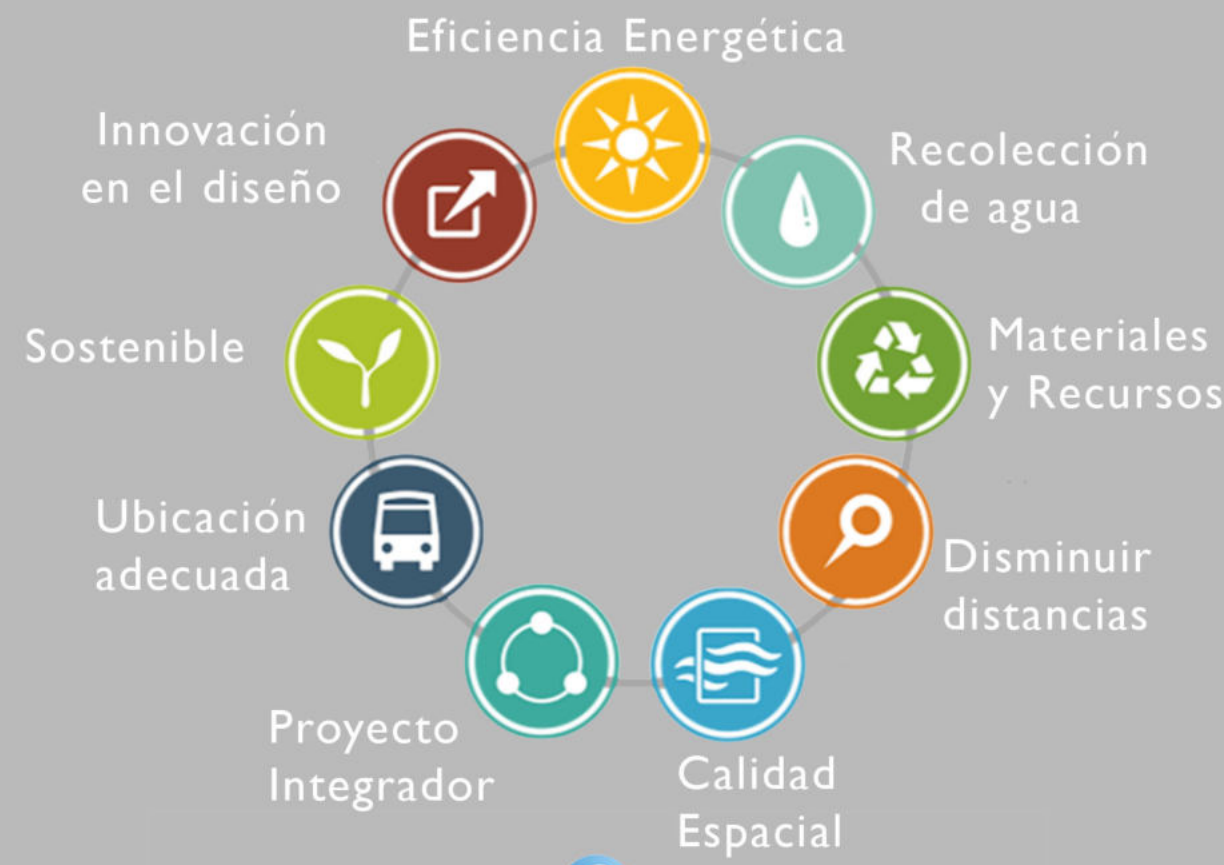 Eficiencia Energética
Innovación
en el diseño
Recolección
de agua
Sostenible
Materiales
y Recursos
Ubicación
adecuada
Disminuir
distancias
Proyecto
Integrador
Calidad
Espacial